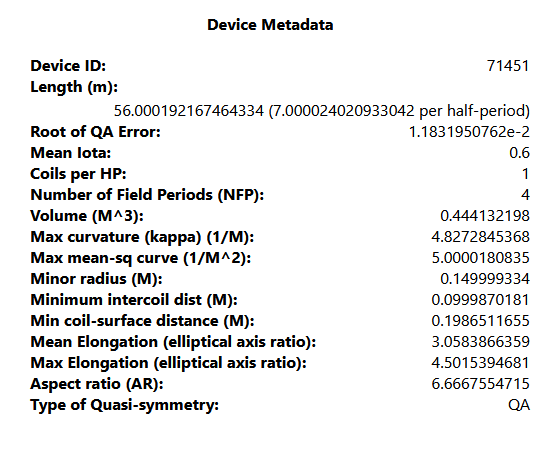 Device Metadata
Device ID: 71451
Length (m):
56.000192167464334 (7.000024020933042 per half-period)
Root of QA Error: 1.1831950762e-2
Mean Iota: 0.6
Coils per HP: 1
Number of Field Periods (NFP): 4
Volume (M^3): 0.444132198
Max curvature (kappa) (1/M): 4.8272845368
Max mean-sq curve (1/M^2): 5.0000180835
Minor radius (M): 0.149999334
Minimum intercoil dist (M): 0.0999870181
Min coil-surface distance (M): 0.1986511655
Mean Elongation (elliptical axis ratio): 3.0583866359
Max Elongation (elliptical axis ratio): 4.5015394681
Aspect ratio (AR): 6.6667554715
Type of Quasi-symmetry: QA